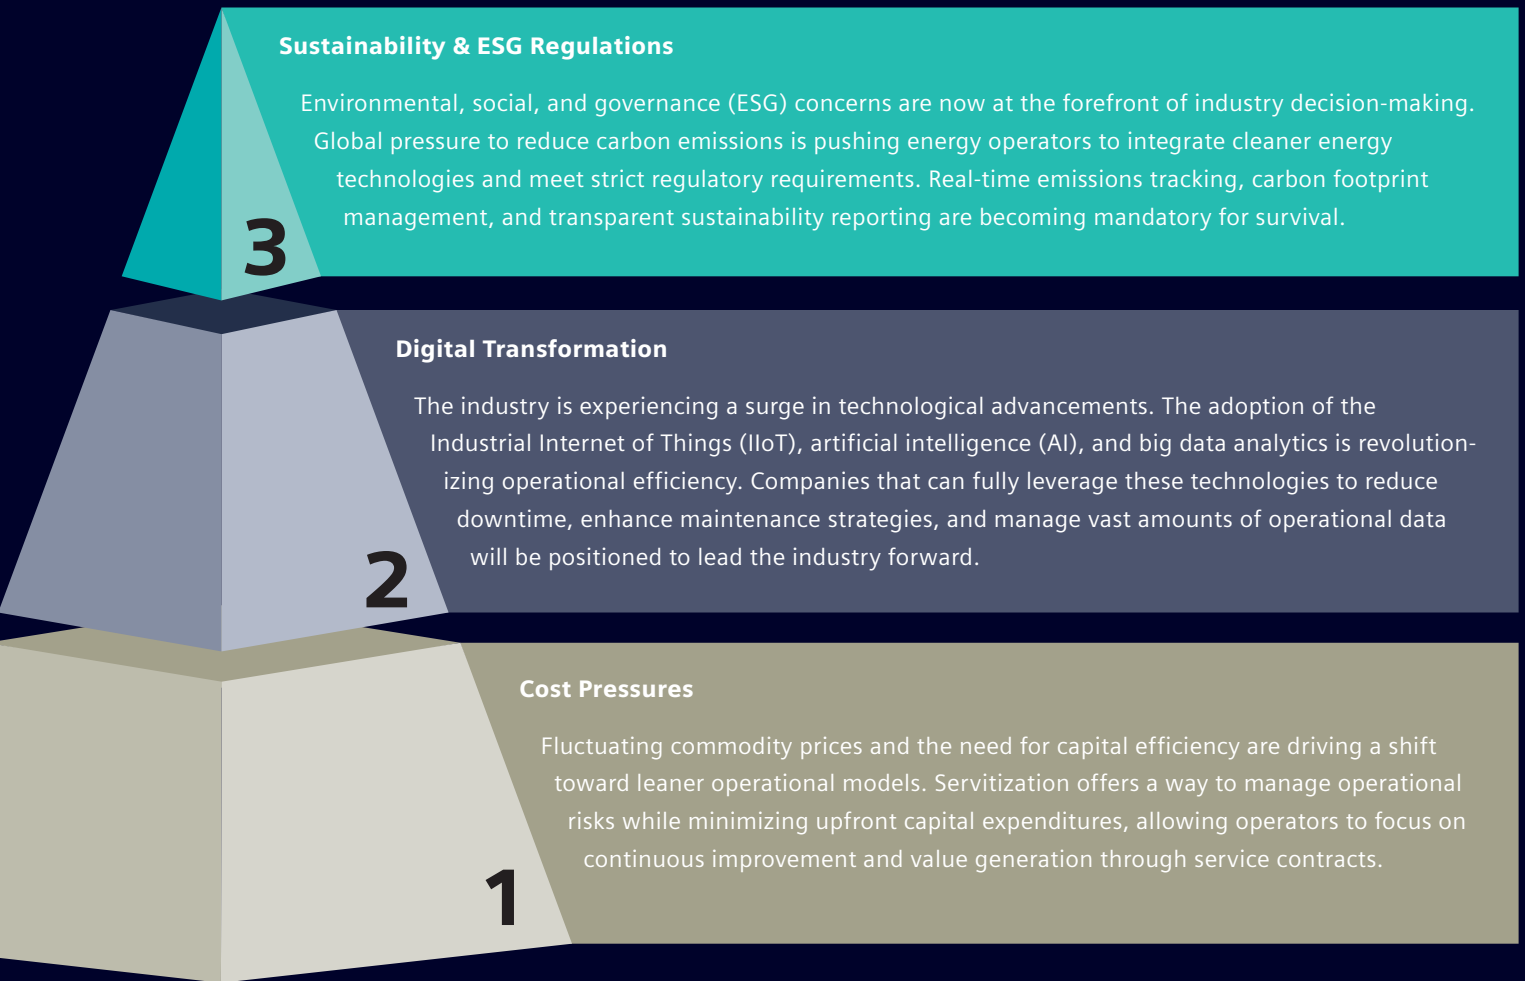 Sustainability & ESG Regulations
Environmental, social, and governance (ESG) concerns are now at the forefront of industry decision-making.
Global pressure to reduce carbon emissions is pushing energy operators to integrate cleaner energy
technologies and meet strict regulatory requirements. Real-time emissions tracking, carbon footprint
management, and transparent sustainability reporting are becoming mandatory for survival.
3
Digital Transformation
The industry is experiencing a surge in technological advancements. The adoption of the
Industrial Internet of Things (IIoT), artificial intelligence (AI), and big data analytics is revolution-
izing operational efficiency. Companies that can fully leverage these technologies to reduce
downtime, enhance maintenance strategies, and manage vast amounts of operational data
will be positioned to lead the industry forward.
2
Cost Pressures
Fluctuating commodity prices and the need for capital efficiency are driving a shift
toward leaner operational models. Servitization offers a way to manage operational
risks while minimizing upfront capital expenditures, allowing operators to focus on
continuous improvement and value generation through service contracts.
1